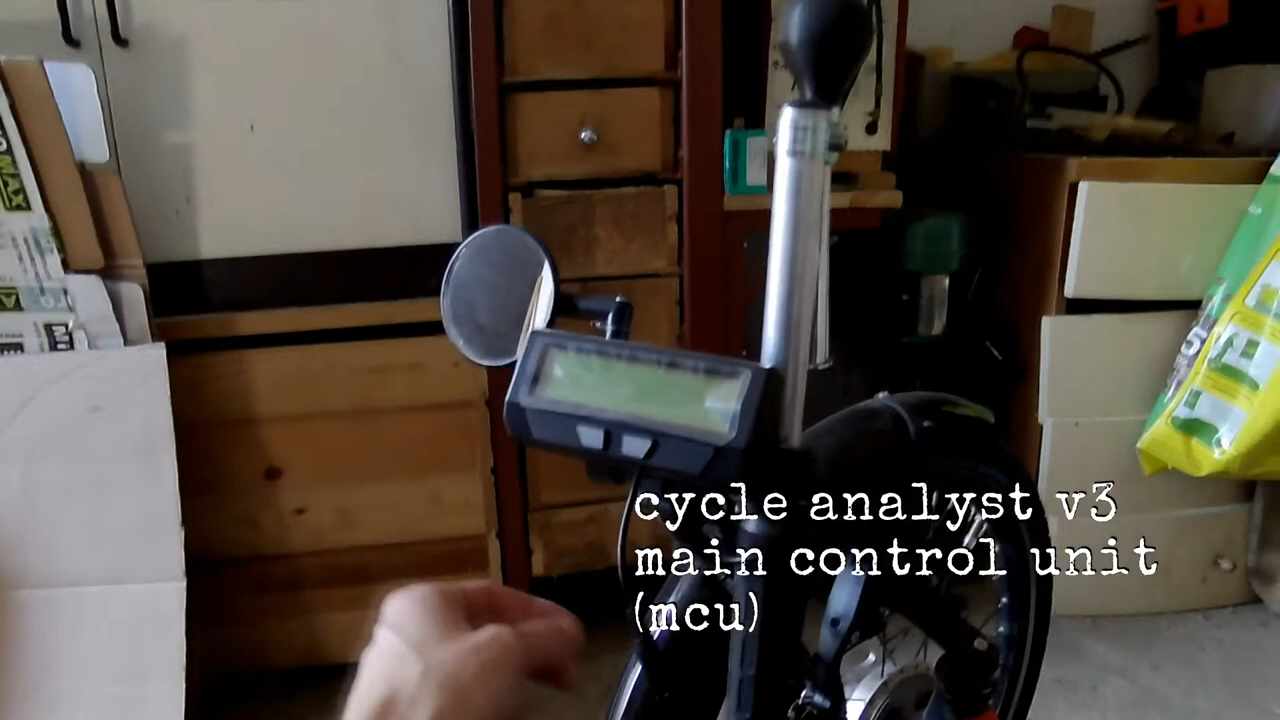 cycle analyst v3
main control unit
(mcu)